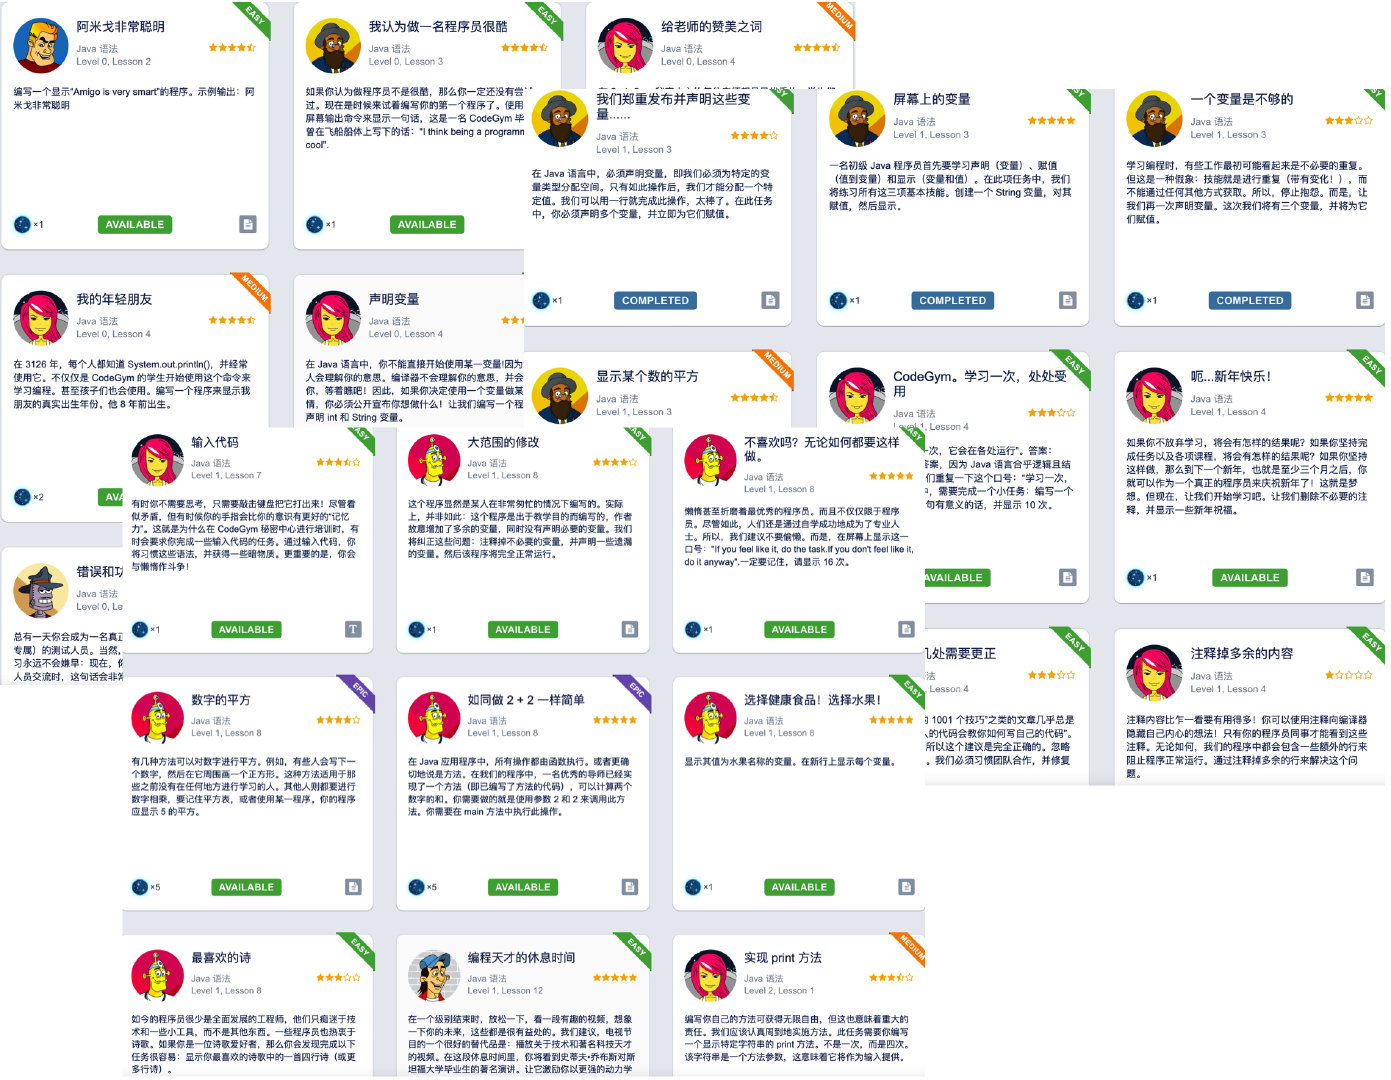 阿米戈非常聪明
EASY
Java 语法
Level 0, Lesson 2
编写一个显示“Amigo is very smart”的程序。示例输出：阿
米戈非常聪明
×1
AVAILABLE
我认为做一名程序员很酷
EASY
Java 语法
Level 0, Lesson 3
如果你认为做程序员不是很酷，那么你一定还没有尝
过。现在是时候来试着编写你的第一个程序了。使用
屏幕输出命令来显示一句话，这是一名 CodeGym 毕
曾在飞船船体上写下的话："I think being a programm
cool".
×1
AVAILABLE
给老师的赞美之词
MEDIUM
Java 语法
Level 0, Lesson 4
我们郑重发布并声明这些变
量......
Java 语法
Level 1, Lesson 3
在 Java 语言中，必须声明变量，即我们必须为特定的变
量类型分配空间。只有如此操作后，我们才能分配一个特
定值。我们可以用一行就完成此操作，太棒了。在此任务
中，你必须声明多个变量，并立即为它们赋值。
×1
COMPLETED
屏幕上的变量
Java 语法
Level 1, Lesson 3
一名初级 Java 程序员首先要学习声明（变量）、赋值
（值到变量）和显示（变量和值）。在此项任务中，我们
将练习所有这三项基本技能。创建一个 String 变量，对其
赋值，然后显示。
×1
COMPLETED
一个变量是不够的
Java 语法
Level 1, Lesson 3
学习编程时，有些工作最初可能看起来是不必要的重复。
但这是一种假象：技能就是进行重复（带有变化！），而
不能通过任何其他方式获取。所以，停止抱怨。而是，让
我们再一次声明变量。这次我们将有三个变量，并将为它
们赋值。
×1
COMPLETED
我的年轻朋友
MEDIUM
Java 语法
Level 0, Lesson 4
在 3126 年，每个人都知道 System.out.println()，并经常
使用它。不仅仅是 CodeGym 的学生开始使用这个命令来
学习编程。甚至孩子们也会使用。编写一个程序来显示我
朋友的真实出生年份。他 8 年前出生。
×2
声明变量
Java 语法
Level 0, Lesson 4
在 Java 语言中，你不能直接开始使用某一变量!因为
人会理解你的意思。编译器不会理解你的意思，并会
你，等着瞧吧！因此，如果你决定使用一个变量做某
情，你必须公开宣布你想做什么！让我们编写一个程
声明 int 和 String 变量。
显示某个数的平方
MEDIUM
Java 语法
Level 1, Lesson 3
CodeGym。学习一次，处处受
用
EASY
Java 语法
Level 1, Lesson 4
次，它会在各处运行”。答案：
答案，因为 Java 语言合乎逻辑且结
们重复一下这个口号：“学习一次，
中，需要完成一个小任务：编写一个
句有意义的话，并显示 10 次。
AVAILABLE
呃...新年快乐！
EASY
Java 语法
Level 1, Lesson 4
如果你不放弃学习，将会有怎样的结果呢？如果你坚持完
成任务以及各项课程，将会有怎样的结果呢？如果你坚持
这样做，那么到下一个新年，也就是至少三个月之后，你
就可以作为一个真正的程序员来庆祝新年了！这就是梦
想。但现在，让我们开始学习吧。让我们删除不必要的注
释，并显示一些新年祝福。
×1
AVAILABLE
错误和功
Java 语法
Level 0, Le
总有一天你会成为一名真正
专属）的测试人员。当然，
习永远不会嫌早：现在，你
人员交流时，这句话会非常
输入代码
EASY
Java 语法
Level 1, Lesson 7
有时你不需要思考，只需要敲击键盘把它打出来！尽管看
似矛盾，但有时候你的手指会比你的意识有更好的“记忆
力”。这就是为什么在 CodeGym 秘密中心进行培训时，有
时会要求你完成一些输入代码的任务。通过输入代码，你
将习惯这些语法，并获得一些暗物质。更重要的是，你会
与懒惰作斗争！
×1
AVAILABLE
大范围的修改
EASY
Java 语法
Level 1, Lesson 8
这个程序显然是某人在非常匆忙的情况下编写的。实际
上，并非如此：这个程序是出于教学目的而编写的，作者
故意增加了多余的变量，同时没有声明必要的变量。我们
将纠正这些问题：注释掉不必要的变量，并声明一些遗漏
的变量。然后该程序将完全正常运行。
×1
AVAILABLE
不喜欢吗？无论如何都要这样
做。
EASY
Java 语法
Level 1, Lesson 8
懒惰甚至折磨着最优秀的程序员。而且不仅仅限于程序
员。尽管如此，人们还是通过自学成功地成为了专业人
士。所以，我们建议不要偷懒。而是，在屏幕上显示这一
口号："If you feel like it, do the task.If you don't feel like it,
do it anyway".一定要记住，请显示 16 次。
×1
AVAILABLE
几处需要更正
EASY
Lesson 4
的 1001 个技巧”之类的文章几乎总是
人的代码会教你如何写自己的代码”。
所以这个建议是完全正确的。忽略
。我们必须习惯团队合作，并修复
注释掉多余的内容
EASY
Java 语法
Level 1, Lesson 4
注释内容比乍一看要有用得多！你可以使用注释向编译器
隐藏自己内心的想法！只有你的程序员同事才能看到这些
注释。无论如何，我们的程序中都会包含一些额外的行来
阻止程序正常运行。通过注释掉多余的行来解决这个问
题。
数字的平方
EPIC
Java 语法
Level 1, Lesson 8
有几种方法可以对数字进行平方。例如，有些人会写下一
个数字，然后在它周围画一个正方形。这种方法适用于那
些之前没有在任何地方进行学习的人。其他人则都要进行
数字相乘，要记住平方表，或者使用某一程序。你的程序
应显示 5 的平方。
×5
AVAILABLE
如同做 2 + 2 一样简单
EPIC
Java 语法
Level 1, Lesson 8
在 Java 应用程序中，所有操作都由函数执行。或者更确
切地说是方法。在我们的程序中，一名优秀的导师已经实
现了一个方法（即已编写了方法的代码），可以计算两个
数字的和。你需要做的就是使用参数 2 和 2 来调用此方
法。你需要在 main 方法中执行此操作。
×5
AVAILABLE
选择健康食品！选择水果！
EASY
Java 语法
Level 1, Lesson 8
显示其值为水果名称的变量。在新行上显示每个变量。
×1
AVAILABLE
最喜欢的诗
EASY
Java 语法
Level 1, Lesson 8
如今的程序员很少是全面发展的工程师，他们只痴迷于技
术和一些小工具，而不是其他东西。一些程序员也热衷于
诗歌。如果你是一位诗歌爱好者，那么你会发现完成以下
任务很容易：显示你最喜欢的诗歌中的一首四行诗（或更
多行诗）。
编程天才的休息时间
EASY
Java 语法
Level 1, Lesson 12
在一个级别结束时，放松一下，看一段有趣的视频，想象
一下你的未来，这些都是很有益处的。我们建议，电视节
目的一个很好的替代品是：播放关于技术和著名科技天才
的视频。在这段休息时间里，你将看到史蒂夫·乔布斯对斯
坦福大学毕业生的著名演讲。让它激励你以更强的动力学
实现 print 方法
MEDIUM
Java 语法
Level 2, Lesson 1
编写你自己的方法可获得无限自由，但这也意味着重大的
责任。我们应该认真周到地实施方法。此任务需要你编写
一个显示特定字符串的 print 方法。不是一次，而是四次。
该字符串是一个方法参数，这意味着它将作为输入提供。